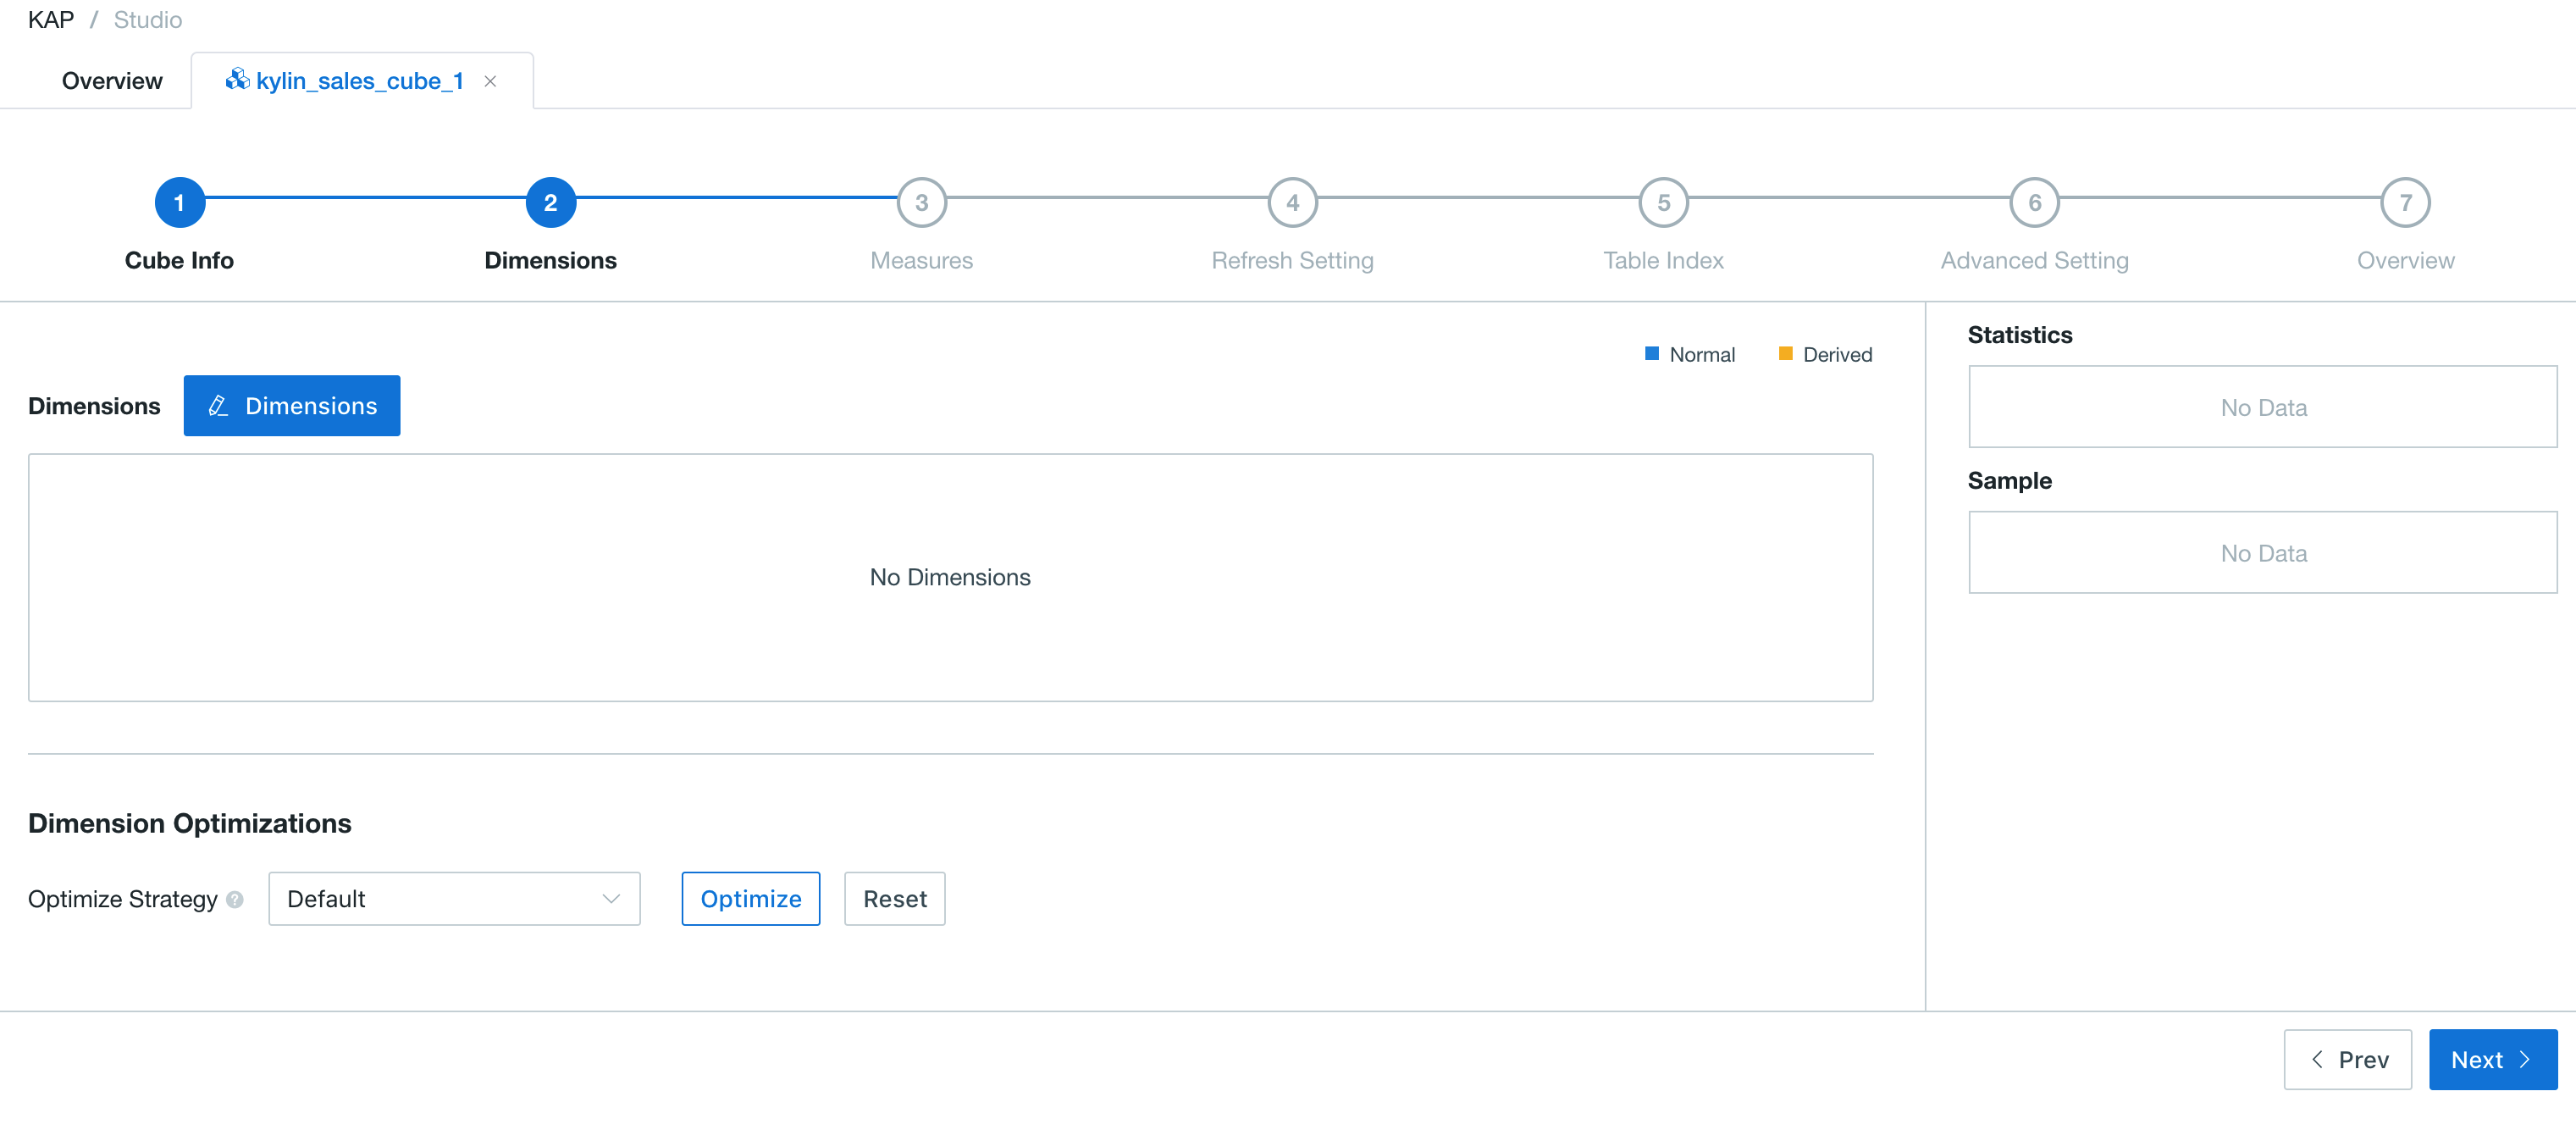 KAP / Studio
Overview kylin_sales_cube_1 ×
1 2 3 4 5 6 7
Cube Info Dimensions Measures Refresh Setting Table Index Advanced Setting Overview
Normal Derived
Dimensions Dimensions
No Dimensions
Statistics
No Data
Sample
No Data
Dimension Optimizations
Optimize Strategy ? Default Optimize Reset
< Prev Next >